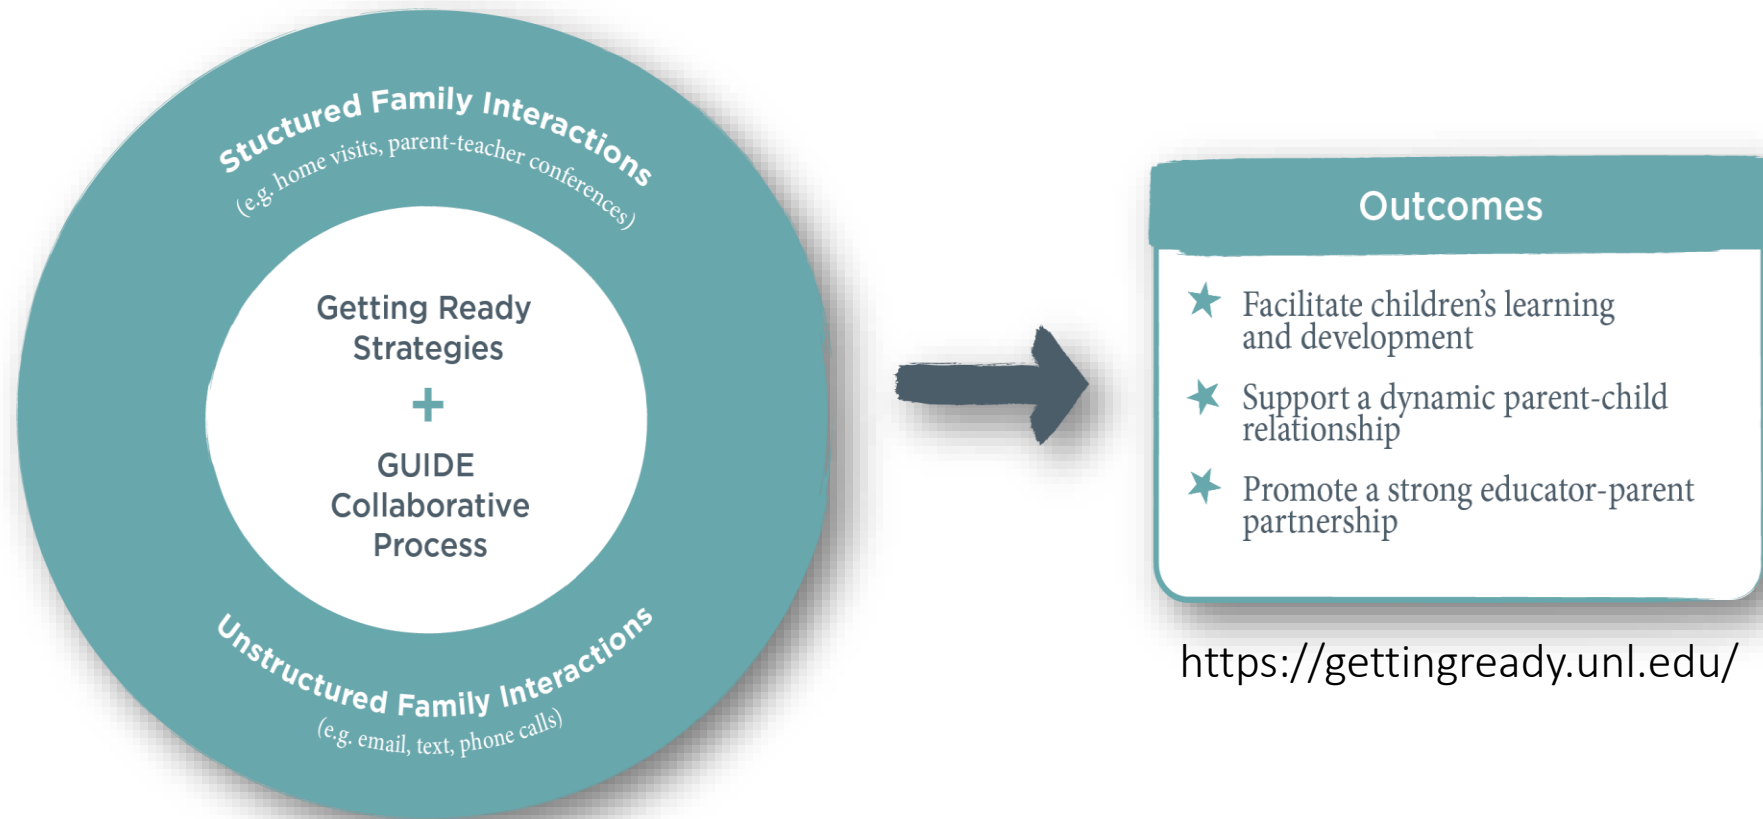 Stuctured Family Interactions
(e.g. home visits, parent-teacher conferences)
Getting Ready
Strategies
+
GUIDE
Collaborative
Process
Unstructured Family Interactions
(e.g. email, text, phone calls)
Outcomes
Facilitate children’s learning
and development
Support a dynamic parent-child
relationship
Promote a strong educator-parent
partnership
https://gettingready.unl.edu/